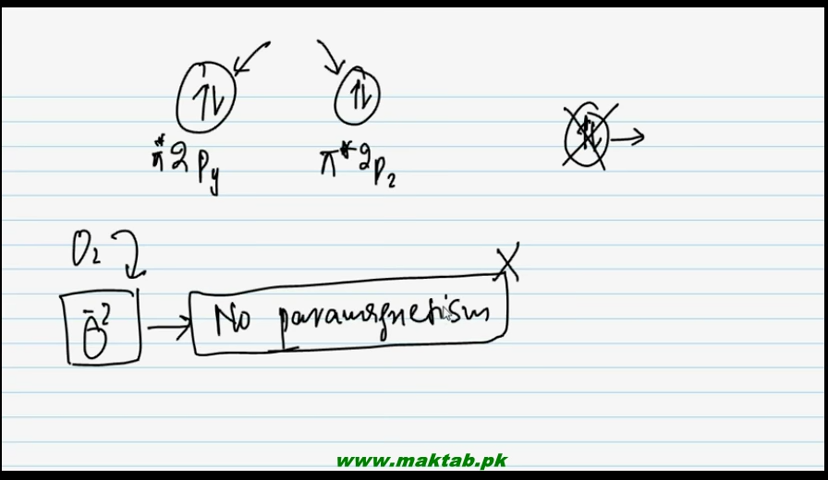 π*2py π*2pz
O2
O-2 → No paramagnetism
www.maktab.pk